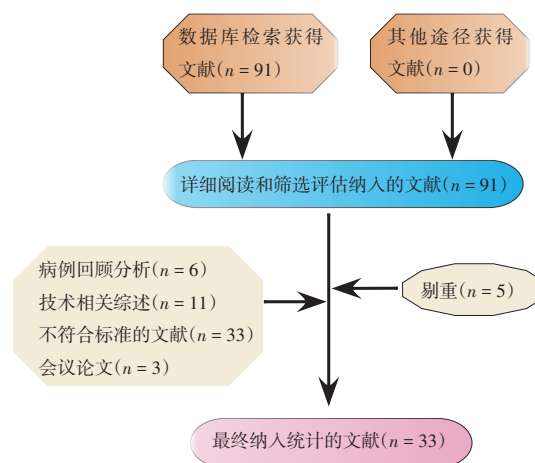 数据库检索获得
文献(n = 91)
其他途径获得
文献(n = 0)
详细阅读和筛选评估纳入的文献(n = 91)
病例回顾分析(n = 6)
技术相关综述(n = 11)
不符合标准的文献(n = 33)
会议论文(n = 3)
剔重(n = 5)
最终纳入统计的文献(n = 33)